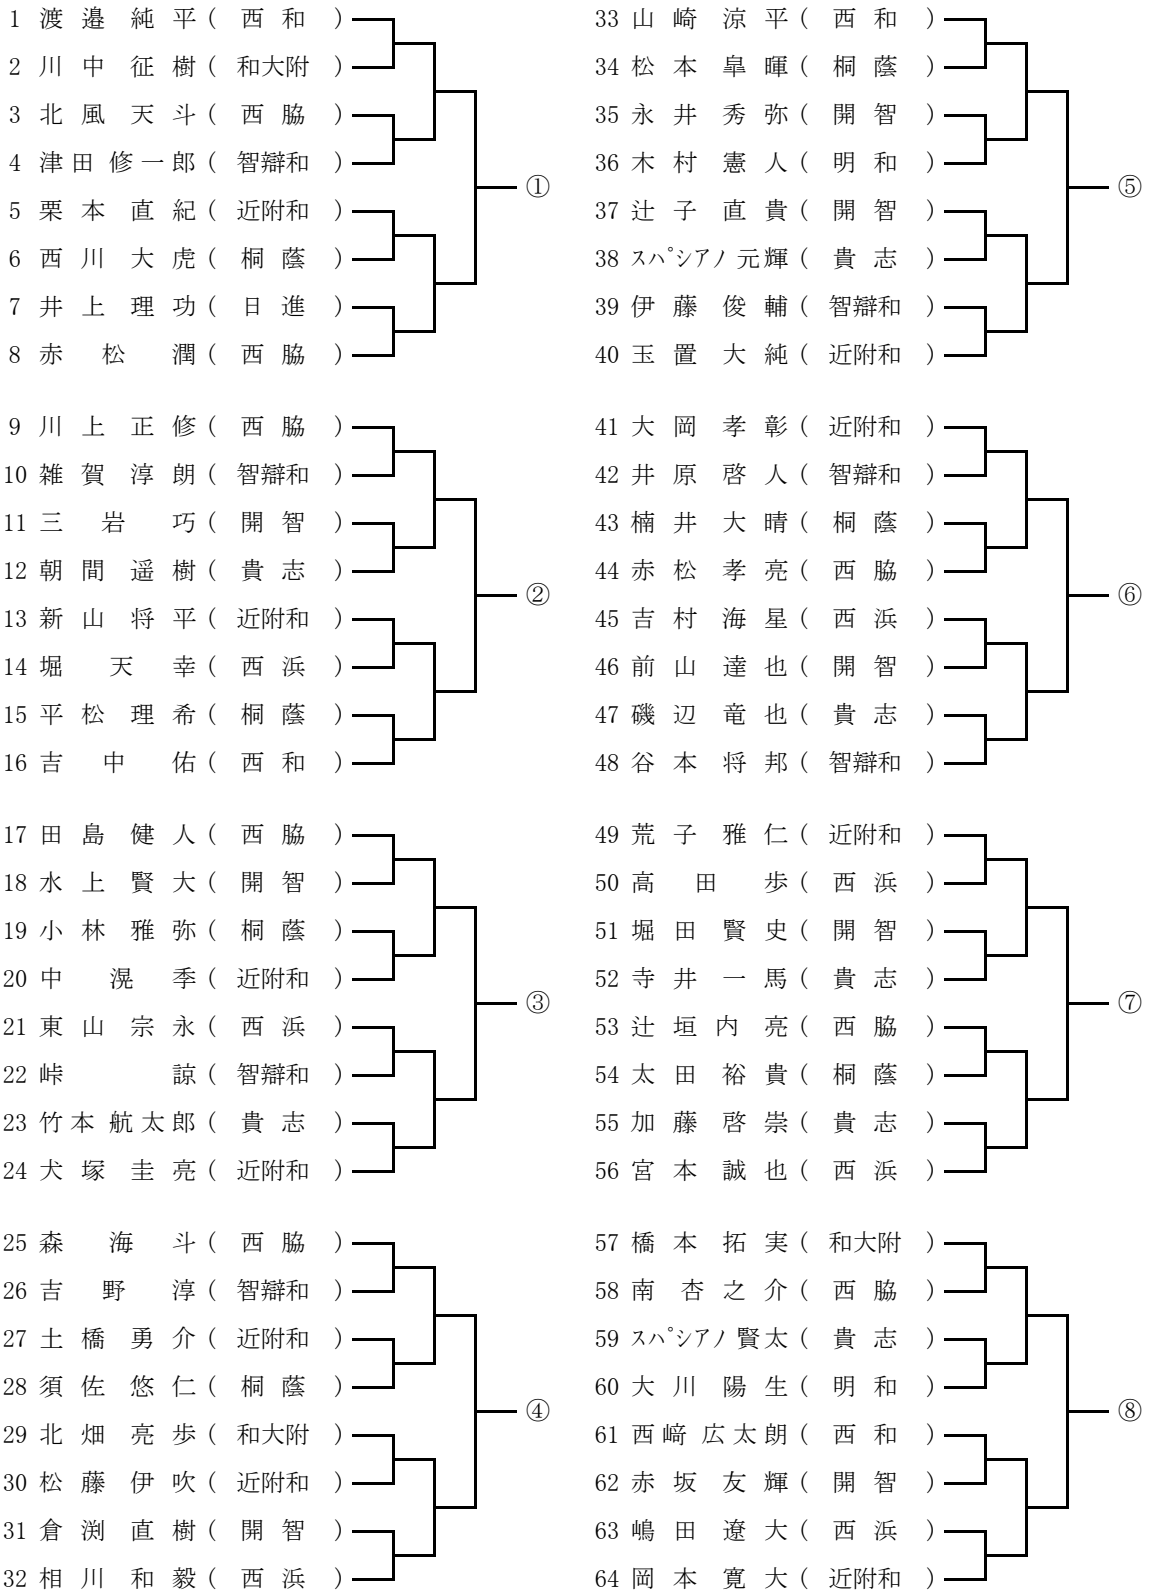 1 渡邉純平(西和)
2 川中征樹(和大附)
3 北風天斗(西脇)
4 津田修一郎(智辯和)
①
5 栗本直紀(近附和)
6 西川大虎(桐蔭)
7 井上理功(日進)
8 赤松潤(西脇)
9 川上正修(西脇)
10 雑賀淳朗(智辯和)
11 三岩巧(開智)
12 朝間遥樹(貴志)
②
13 新山将平(近附和)
14 堀天幸(西浜)
15 平松理希(桐蔭)
16 吉中佑(西和)
17 田島健人(西脇)
18 水上賢大(開智)
19 小林雅弥(桐蔭)
20 中滉季(近附和)
③
21 東山宗永(西浜)
22 峠諒(智辯和)
23 竹本航太郎(貴志)
24 犬塚圭亮(近附和)
25 森海斗(西脇)
26 吉野淳(智辯和)
27 土橋勇介(近附和)
28 須佐悠仁(桐蔭)
④
29 北畑亮歩(和大附)
30 松藤伊吹(近附和)
31 倉渕直樹(開智)
32 相川和毅(西浜)
33 山崎涼平(西和)
34 松本皐暉(桐蔭)
35 永井秀弥(開智)
36 木村憲人(明和)
⑤
37 辻子直貴(開智)
38 スパシアノ元輝(貴志)
39 伊藤俊輔(智辯和)
40 玉置大純(近附和)
41 大岡孝彰(近附和)
42 井原啓人(智辯和)
43 楠井大晴(桐蔭)
44 赤松孝亮(西脇)
⑥
45 吉村海星(西浜)
46 前山達也(開智)
47 磯辺竜也(貴志)
48 谷本将邦(智辯和)
49 荒子雅仁(近附和)
50 高田歩(西浜)
51 堀田賢史(開智)
52 寺井一馬(貴志)
⑦
53 辻垣内亮(西脇)
54 太田裕貴(桐蔭)
55 加藤啓崇(貴志)
56 宮本誠也(西浜)
57 橋本拓実(和大附)
58 南杏之介(西脇)
59 スパシアノ賢太(貴志)
60 大川陽生(明和)
⑧
61 西﨑広太朗(西和)
62 赤坂友輝(開智)
63 嶋田遼大(西浜)
64 岡本寛大(近附和)